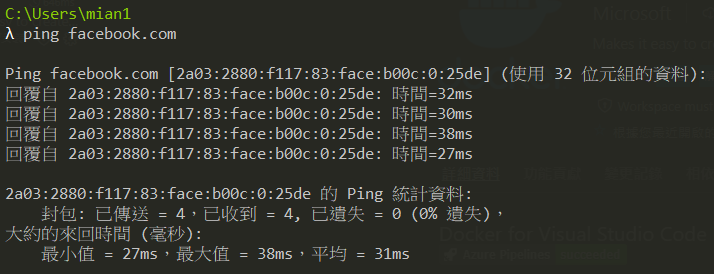 C:\Users\mian1
λ ping facebook.com
Ping facebook.com [2a03:2880:f117:83:face:b00c:0:25de] (使用 32 位元組的資料):
回覆自 2a03:2880:f117:83:face:b00c:0:25de: 時間=32ms
回覆自 2a03:2880:f117:83:face:b00c:0:25de: 時間=30ms
回覆自 2a03:2880:f117:83:face:b00c:0:25de: 時間=38ms
回覆自 2a03:2880:f117:83:face:b00c:0:25de: 時間=27ms
2a03:2880:f117:83:face:b00c:0:25de 的 Ping 統計資料:
封包: 已傳送 = 4，已收到 = 4, 已遺失 = 0 (0% 遺失)，
大約的來回時間 (毫秒):
最小值 = 27ms，最大值 = 38ms，平均 = 31ms
Microsoft
Docker for Visual Studio Code